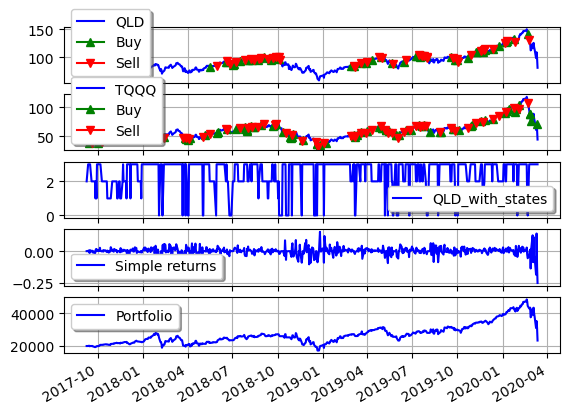 QLD
Buy
Sell
150
100
TQQQ
Buy
Sell
100
50
QLD_with_states
2
0
Simple returns
0.00
−0.25
Portfolio
40000
20000
2017-10
2018-01
2018-04
2018-07
2018-10
2019-01
2019-04
2019-07
2019-10
2020-01
2020-04